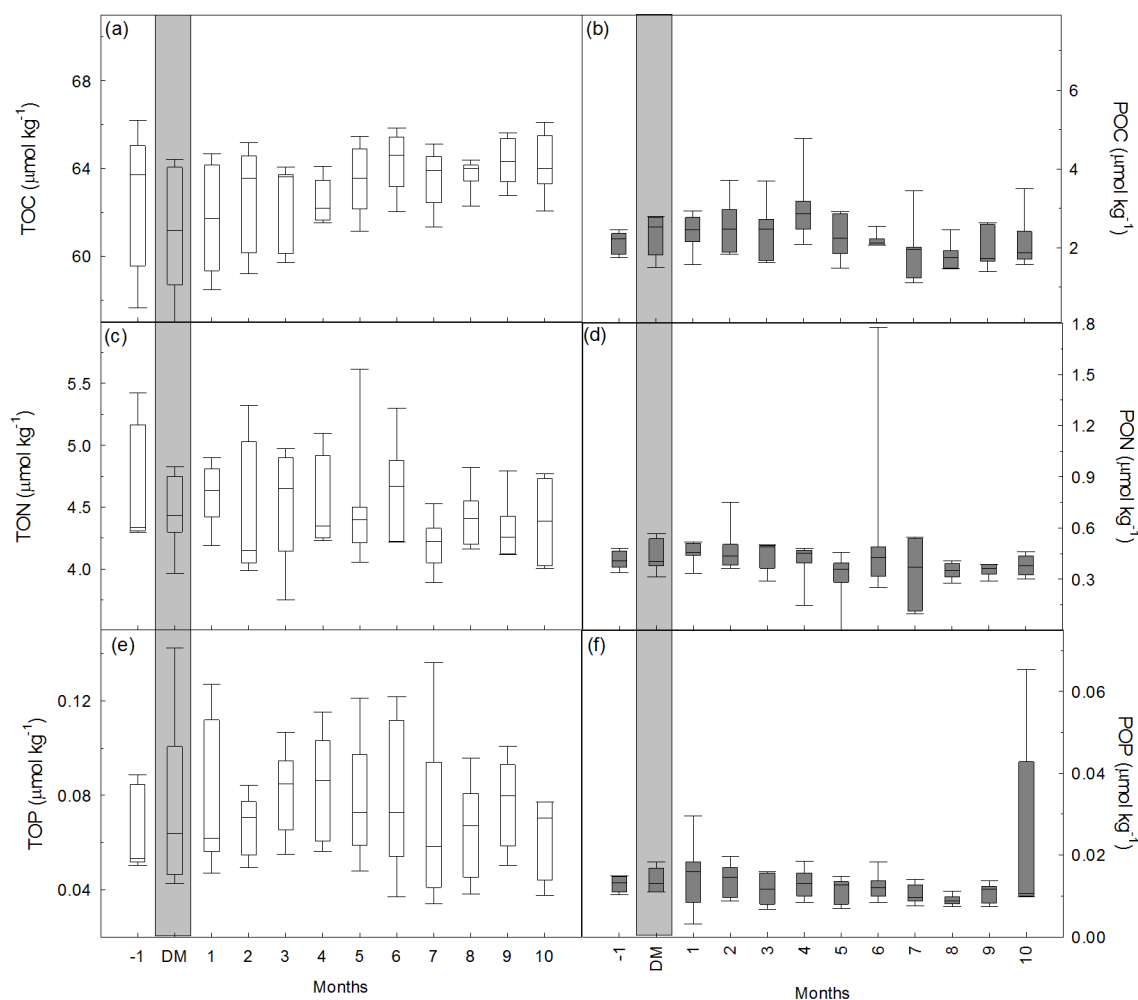 (a)
(b)
68
64
60
TOC (μmol kg⁻¹)
6
4
2
POC (μmol kg⁻¹)
(c)
(d)
5.5
5.0
4.5
4.0
TON (μmol kg⁻¹)
1.8
1.5
1.2
0.9
0.6
0.3
PON (μmol kg⁻¹)
(e)
(f)
0.12
0.08
0.04
TOP (μmol kg⁻¹)
0.06
0.04
0.02
0.00
POP (μmol kg⁻¹)
-1 DM 1 2 3 4 5 6 7 8 9 10
Months
-1 DM 1 2 3 4 5 6 7 8 9 10
Months